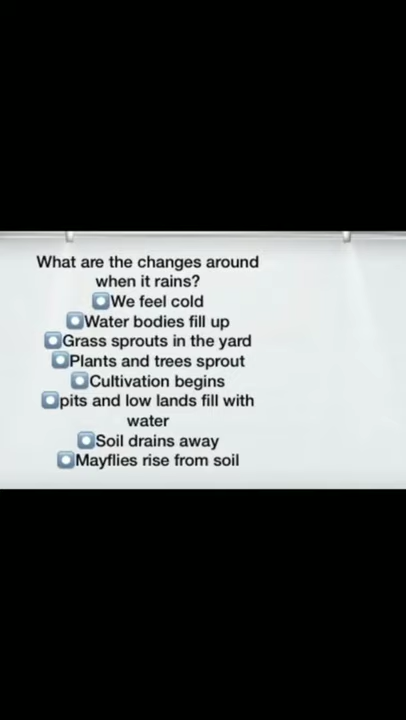 What are the changes around
when it rains?
⏺️We feel cold
⏺️Water bodies fill up
⏺️Grass sprouts in the yard
⏺️Plants and trees sprout
⏺️Cultivation begins
⏺️pits and low lands fill with
water
⏺️Soil drains away
⏺️Mayflies rise from soil